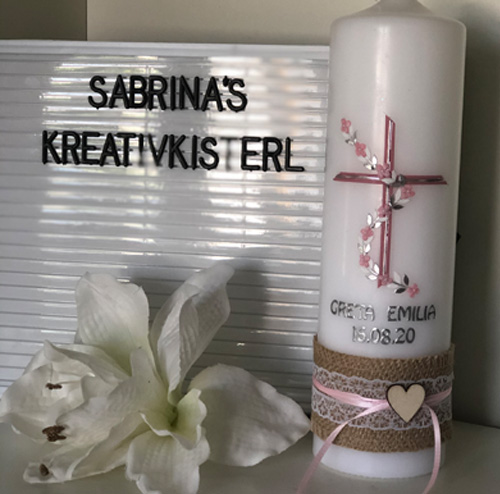 SABRINA'S
KREATIVKISTERL
GRETA EMILIA
15.08.20